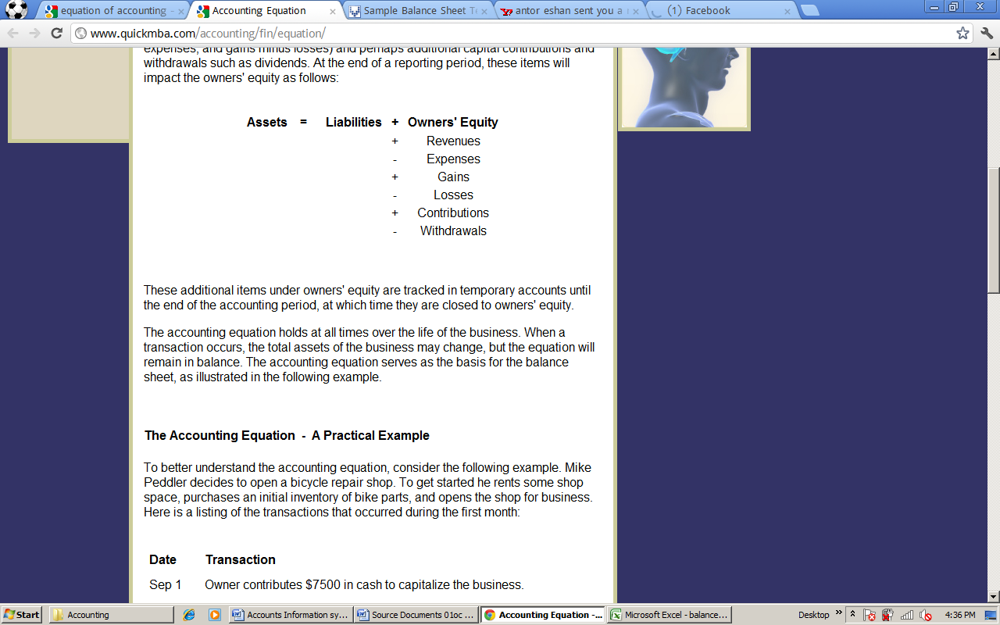 equation of accounting -
Accounting Equation
Sample Balance Sheet Te
antor eshan sent you a
(1) Facebook
www.quickmba.com/accounting/fin/equation/
expenses, and gains minus losses) and perhaps additional capital contributions and
withdrawals such as dividends. At the end of a reporting period, these items will
impact the owners' equity as follows:
Assets = Liabilities + Owners' Equity
+ Revenues
- Expenses
+ Gains
- Losses
+ Contributions
- Withdrawals
These additional items under owners' equity are tracked in temporary accounts until
the end of the accounting period, at which time they are closed to owners' equity.
The accounting equation holds at all times over the life of the business. When a
transaction occurs, the total assets of the business may change, but the equation will
remain in balance. The accounting equation serves as the basis for the balance
sheet, as illustrated in the following example.
The Accounting Equation - A Practical Example
To better understand the accounting equation, consider the following example. Mike
Peddler decides to open a bicycle repair shop. To get started he rents some shop
space, purchases an initial inventory of bike parts, and opens the shop for business.
Here is a listing of the transactions that occurred during the first month:
Date Transaction
Sep 1 Owner contributes $7500 in cash to capitalize the business.
Start Accounting Accounts Information sy... Source Documents 01oc ... Accounting Equation -... Microsoft Excel - balance... Desktop 4:36 PM